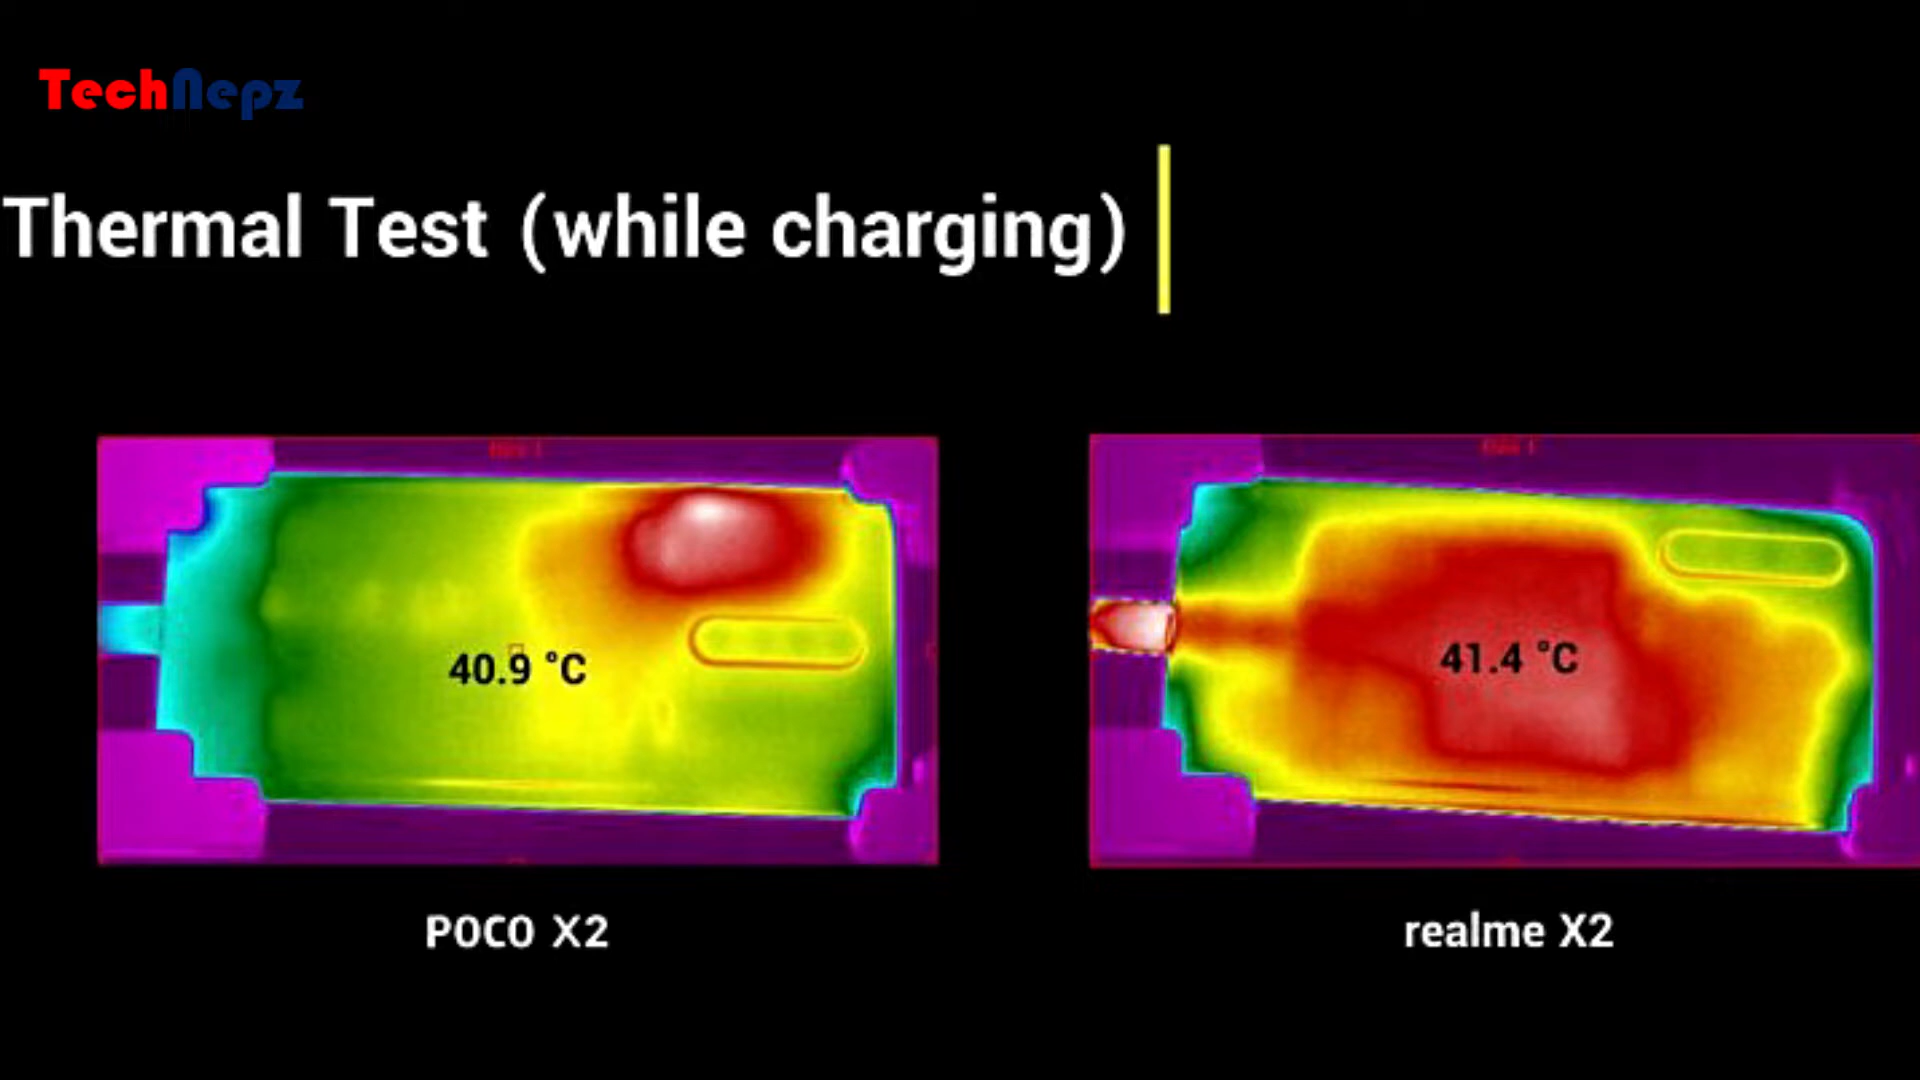 TechNepz
Thermal Test (while charging)
40.9 °C
41.4 °C
POCO X2
realme X2